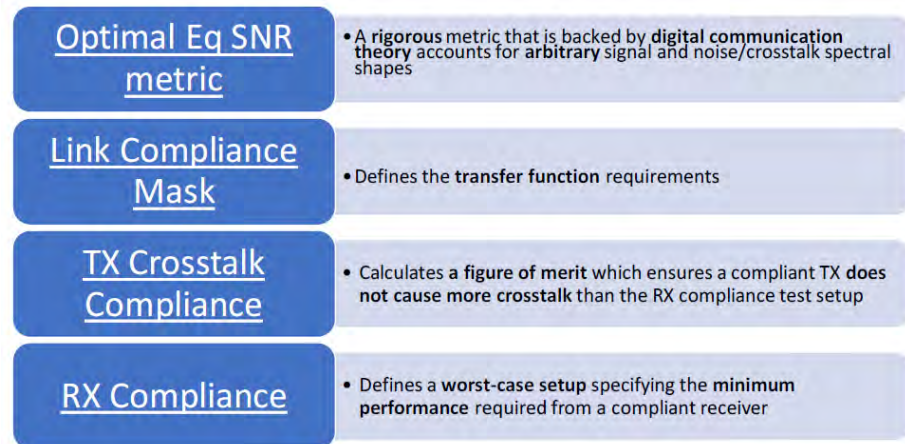 Optimal Eq SNR
metric
• A rigorous metric that is backed by digital communication
theory accounts for arbitrary signal and noise/crosstalk spectral
shapes
Link Compliance
Mask
• Defines the transfer function requirements
TX Crosstalk
Compliance
• Calculates a figure of merit which ensures a compliant TX does
not cause more crosstalk than the RX compliance test setup
RX Compliance
• Defines a worst-case setup specifying the minimum
performance required from a compliant receiver